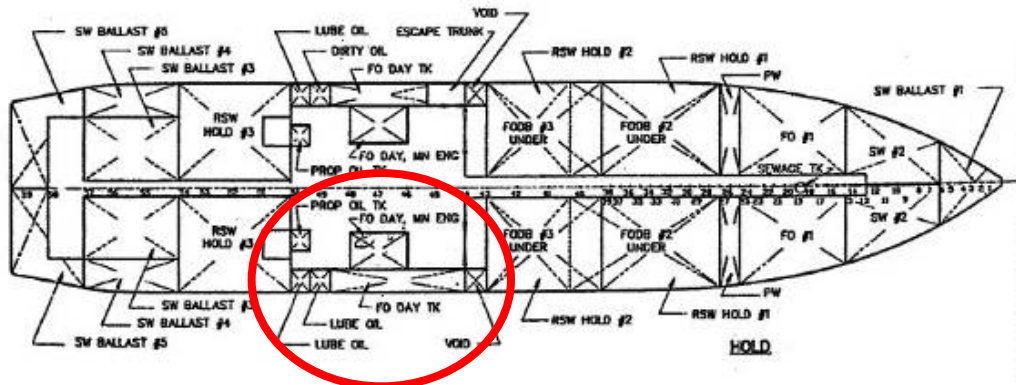 VOID
SW BALLAST #5
LUBE OIL
ESCAPE TRUNK
SW BALLAST #4
DIRTY OIL
RSW HOLD #2
SW BALLAST #3
FO DAY TK
RSW HOLD #1
PW
SW BALLAST #1
RSW
HOLD #3
FODB #3
UNDER
FODB #2
UNDER
FO #1
SW #2
FO DAY, MN ENG
PROP OIL TK
SEWAGE TK
PROP OIL TK
FO DAY, MN ENG
RSW
HOLD #3
FODB #3
UNDER
FODB #2
UNDER
FO #1
SW #2
SW BALLAST #3
FO DAY TK
PW
SW BALLAST #4
LUBE OIL
RSW HOLD #2
RSW HOLD #1
SW BALLAST #5
LUBE OIL
VOID
HOLD